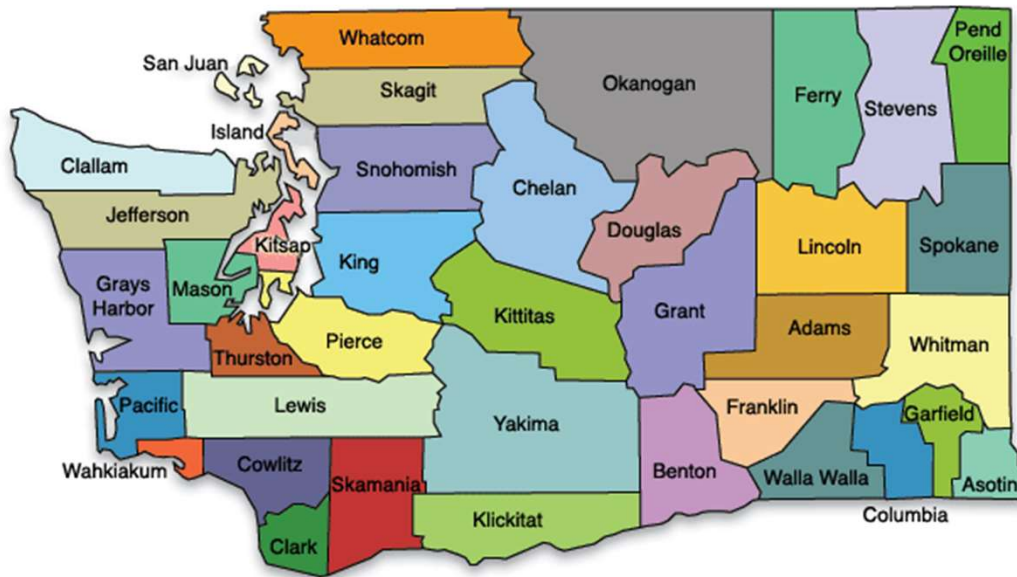 Whatcom
San Juan
Skagit
Okanogan
Ferry
Stevens
Pend
Oreille
Island
Clallam
Snohomish
Chelan
Jefferson
Douglas
Kitsap
King
Lincoln
Spokane
Grays
Harbor
Mason
Kittitas
Grant
Adams
Whitman
Thurston
Pierce
Pacific
Lewis
Yakima
Franklin
Garfield
Wahkiakum
Cowlitz
Skamania
Benton
Walla Walla
Asotin
Columbia
Klickitat
Clark